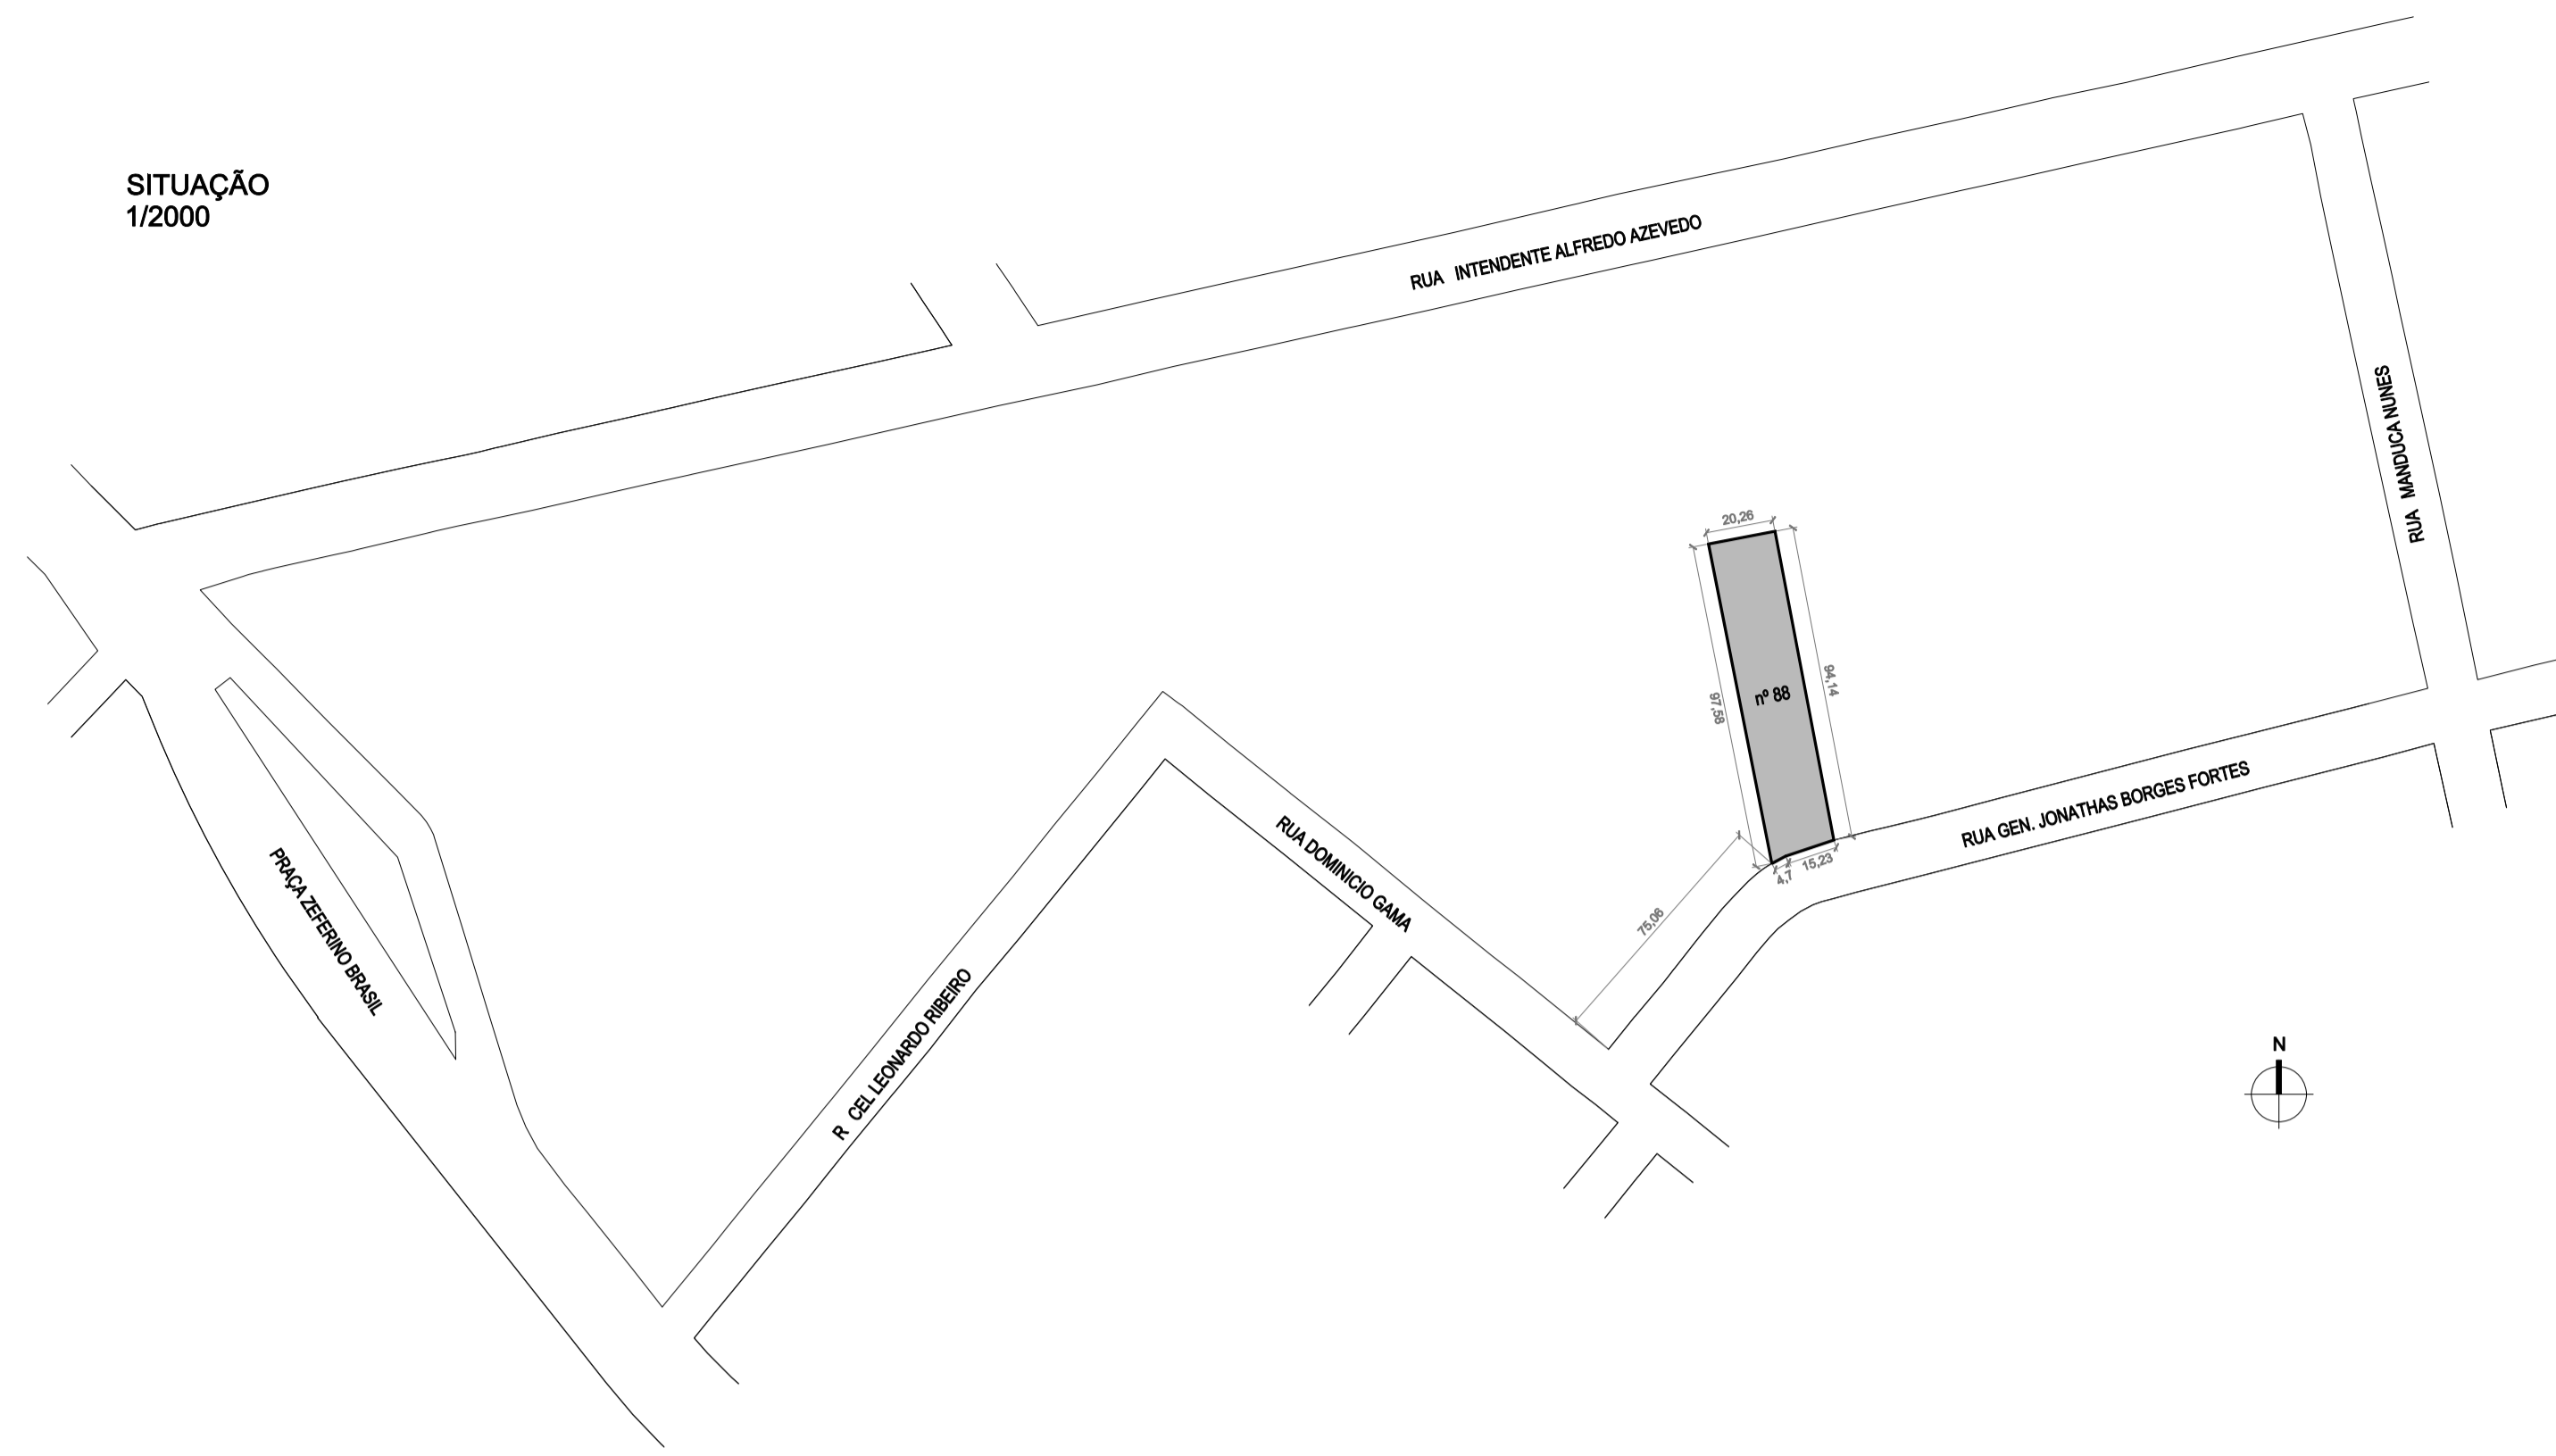 SITUAÇÃO
1/2000
RUA INTENDENTE ALFREDO AZEVEDO
RUA MANDUCA NUNES
20,26
94,14
nº 88
97,58
RUA GEN. JONATHAS BORGES FORTES
15,23
4,7
75,06
RUA DOMINICIO GAMA
PRAÇA ZEFERINO BRASIL
R CEL LEONARDO RIBEIRO
N